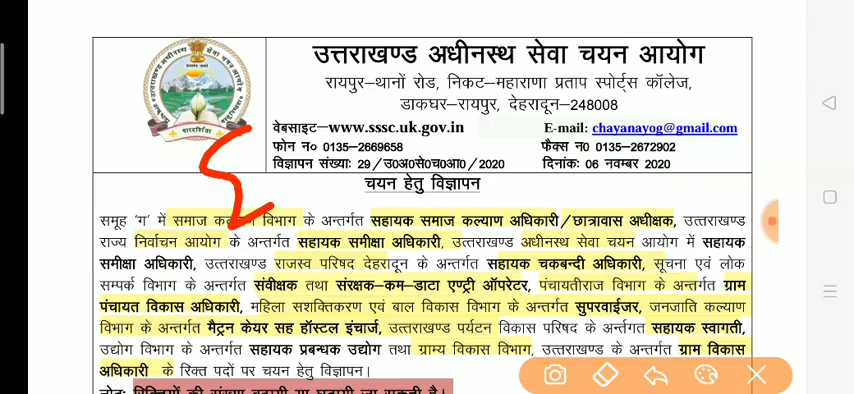 उत्तराखण्ड अधीनस्थ सेवा चयन आयोग
रायपुर–थानों रोड, निकट–महाराणा प्रताप स्पोर्ट्स कॉलेज,
डाकघर–रायपुर, देहरादून–248008
वेबसाइट–www.sssc.uk.gov.in E-mail: chayanayog@gmail.com
फोन न० 0135-2669658 फैक्स न0 0135-2672902
विज्ञापन संख्याः 29/उ0अ0से0च0आ0/2020 दिनांकः 06 नवम्बर 2020
चयन हेतु विज्ञापन
समूह 'ग' में समाज कल्याण विभाग के अन्तर्गत सहायक समाज कल्याण अधिकारी/छात्रावास अधीक्षक, उत्तराखण्ड
राज्य निर्वाचन आयोग के अन्तर्गत सहायक समीक्षा अधिकारी, उत्तराखण्ड अधीनस्थ सेवा चयन आयोग में सहायक
समीक्षा अधिकारी, उत्तराखण्ड राजस्व परिषद देहरादून के अन्तर्गत सहायक चकबन्दी अधिकारी, सूचना एवं लोक
सम्पर्क विभाग के अन्तर्गत संवीक्षक तथा संरक्षक–कम–डाटा एण्ट्री ऑपरेटर, पंचायतीराज विभाग के अन्तर्गत ग्राम
पंचायत विकास अधिकारी, महिला सशक्तिकरण एवं बाल विकास विभाग के अन्तर्गत सुपरवाईजर, जनजाति कल्याण
विभाग के अन्तर्गत मैट्रन केयर सह हॉस्टल इंचार्ज, उत्तराखण्ड पर्यटन विकास परिषद के अर्न्तगत सहायक स्वागती,
उद्योग विभाग के अन्तर्गत सहायक प्रबन्धक उद्योग तथा ग्राम्य विकास विभाग, उत्तराखण्ड के अन्तर्गत ग्राम विकास
अधिकारी के रिक्त पदों पर चयन हेतु विज्ञापन।
नोटः रिक्तियों की संख्या बढ़ायी या घटायी जा सकती है।
पारदर्शिता